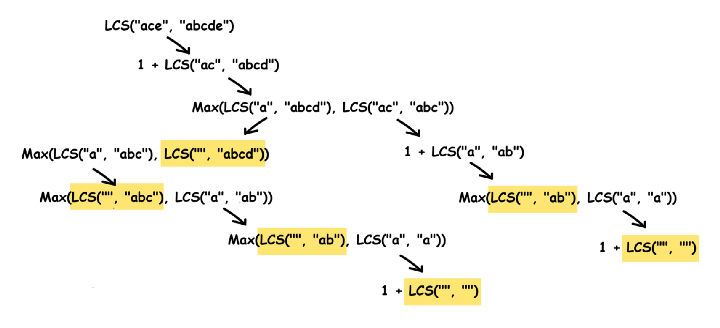 LCS("ace", "abcde")
1 + LCS("ac", "abcd")
Max(LCS("a", "abcd"), LCS("ac", "abc"))
Max(LCS("a", "abc"), LCS("", "abcd"))
1 + LCS("a", "ab")
Max(LCS("", "abc"), LCS("a", "ab"))
Max(LCS("", "ab"), LCS("a", "a"))
Max(LCS("", "ab"), LCS("a", "a"))
1 + LCS("", "")
1 + LCS("", "")